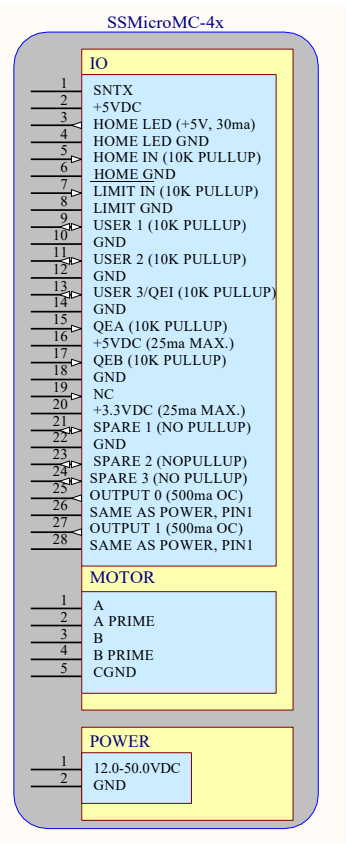 SSMicroMC-4x
IO
1 SNTX
2 +5VDC
3 HOME LED (+5V, 30ma)
4 HOME LED GND
5 HOME IN (10K PULLUP)
6 HOME GND
7 LIMIT IN (10K PULLUP)
8 LIMIT GND
9 USER 1 (10K PULLUP)
10 GND
11 USER 2 (10K PULLUP)
12 GND
13 USER 3/QEI (10K PULLUP)
14 GND
15 QEA (10K PULLUP)
16 +5VDC (25ma MAX.)
17 QEB (10K PULLUP)
18 GND
19 NC
20 +3.3VDC (25ma MAX.)
21 SPARE 1 (NO PULLUP)
22 GND
23 SPARE 2 (NOPULLUP)
24 SPARE 3 (NO PULLUP)
25 OUTPUT 0 (500ma OC)
26 SAME AS POWER, PIN1
27 OUTPUT 1 (500ma OC)
28 SAME AS POWER, PIN1
MOTOR
1 A
2 A PRIME
3 B
4 B PRIME
5 CGND
POWER
1 12.0-50.0VDC
2 GND